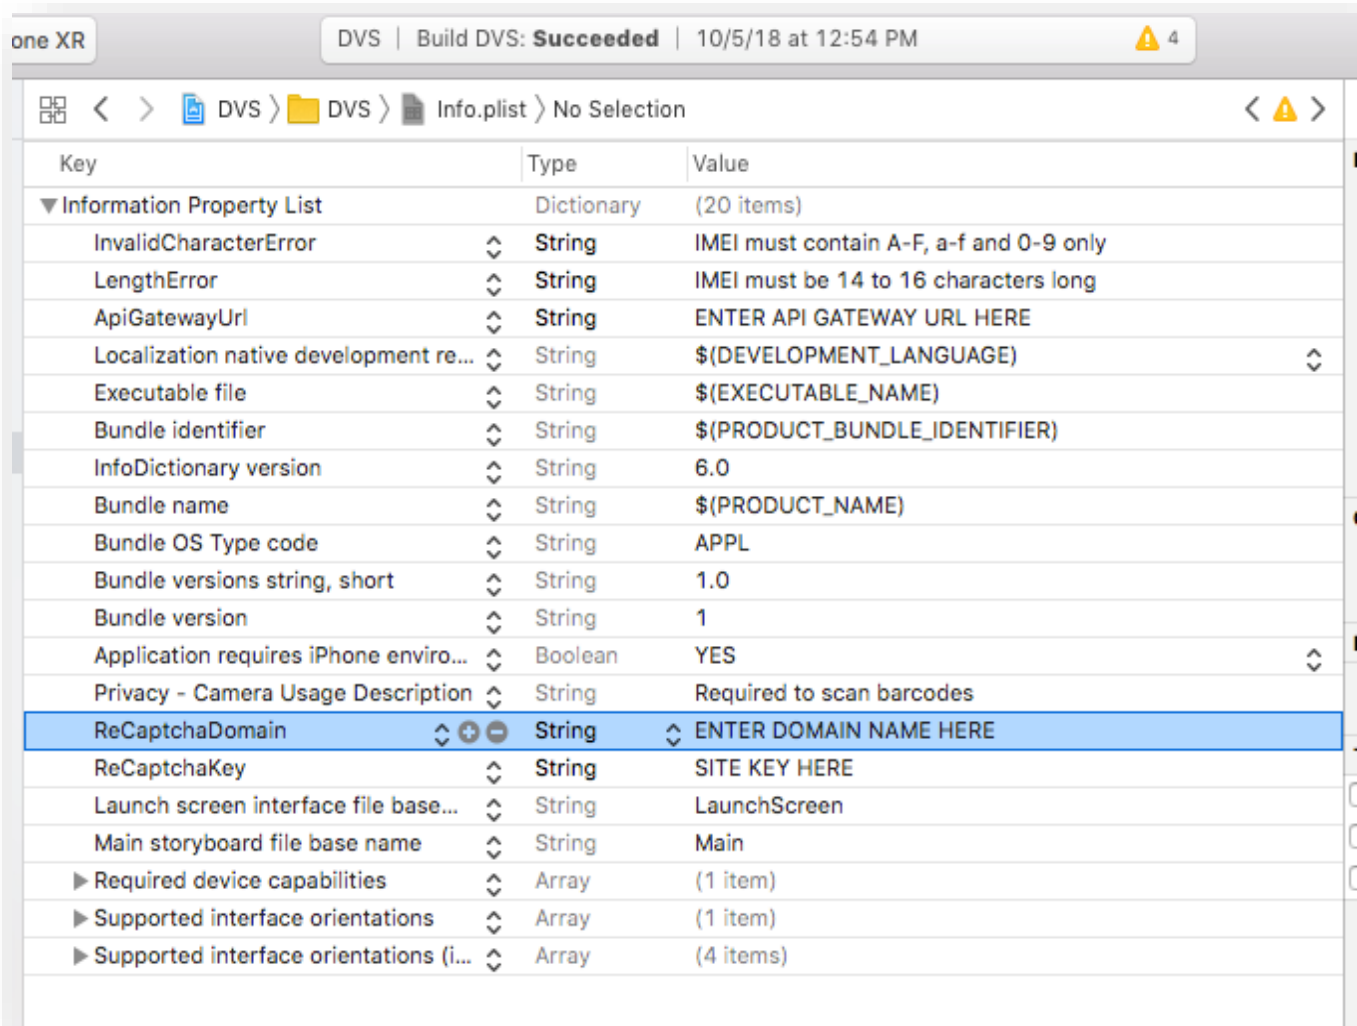 one XR
DVS | Build DVS: Succeeded | 10/5/18 at 12:54 PM 4
DVS DVS Info.plist No Selection
Key Type Value
Information Property List Dictionary (20 items)
InvalidCharacterError String IMEI must contain A-F, a-f and 0-9 only
LengthError String IMEI must be 14 to 16 characters long
ApiGatewayUrl String ENTER API GATEWAY URL HERE
Localization native development re... String $(DEVELOPMENT_LANGUAGE)
Executable file String $(EXECUTABLE_NAME)
Bundle identifier String $(PRODUCT_BUNDLE_IDENTIFIER)
InfoDictionary version String 6.0
Bundle name String $(PRODUCT_NAME)
Bundle OS Type code String APPL
Bundle versions string, short String 1.0
Bundle version String 1
Application requires iPhone enviro... Boolean YES
Privacy - Camera Usage Description String Required to scan barcodes
ReCaptchaDomain String ENTER DOMAIN NAME HERE
ReCaptchaKey String SITE KEY HERE
Launch screen interface file base... String LaunchScreen
Main storyboard file base name String Main
Required device capabilities Array (1 item)
Supported interface orientations Array (1 item)
Supported interface orientations (i... Array (4 items)